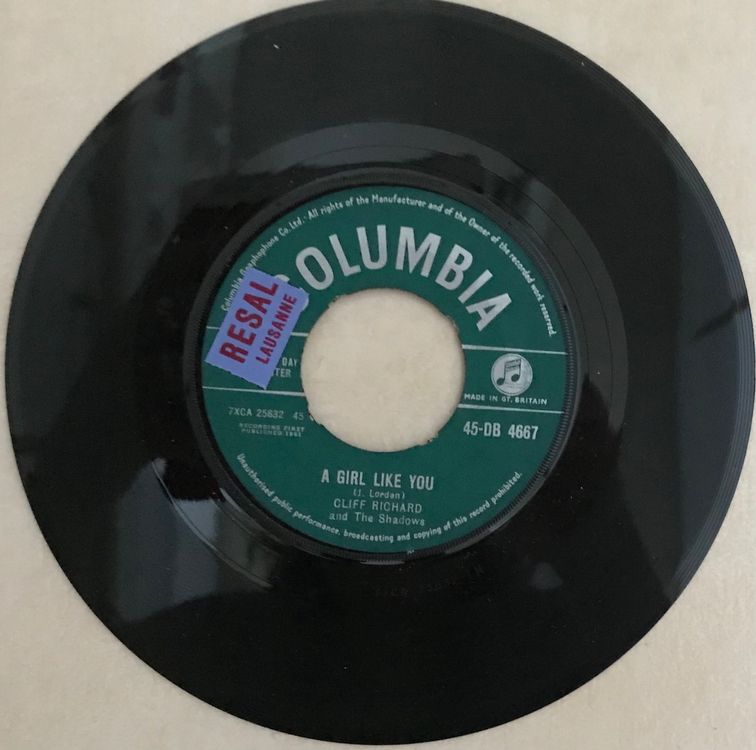 Columbia Graphophone Co. Ltd. · All rights of the Manufacturer and of the Owner of the recorded work reserved.
COLUMBIA
RESAL
LAUSANNE
DAY
MADE IN GT. BRITAIN
7XCA 25632 45
45-DB 4667
RECORDING FIRST
PUBLISHED 1961
A GIRL LIKE YOU
(J. Lordan)
CLIFF RICHARD
and The Shadows
Unauthorised public performance, broadcasting and copying of this record prohibited.